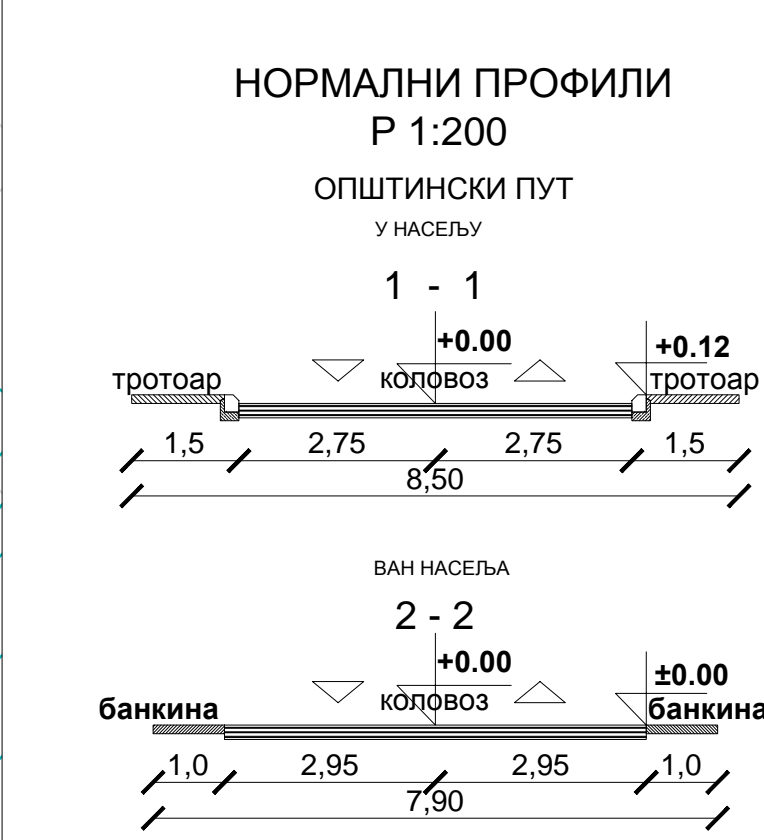 НОРМАЛНИ ПРОФИЛИ
Р 1:200
ОПШТИНСКИ ПУТ
У НАСЕЉУ
1 - 1
+0.00
+0.12
тротоар коловоз тротоар
1,5 2,75 2,75 1,5
8,50
ВАН НАСЕЉА
2 - 2
+0.00
±0.00
банкина коловоз банкина
1,0 2,95 2,95 1,0
7,90